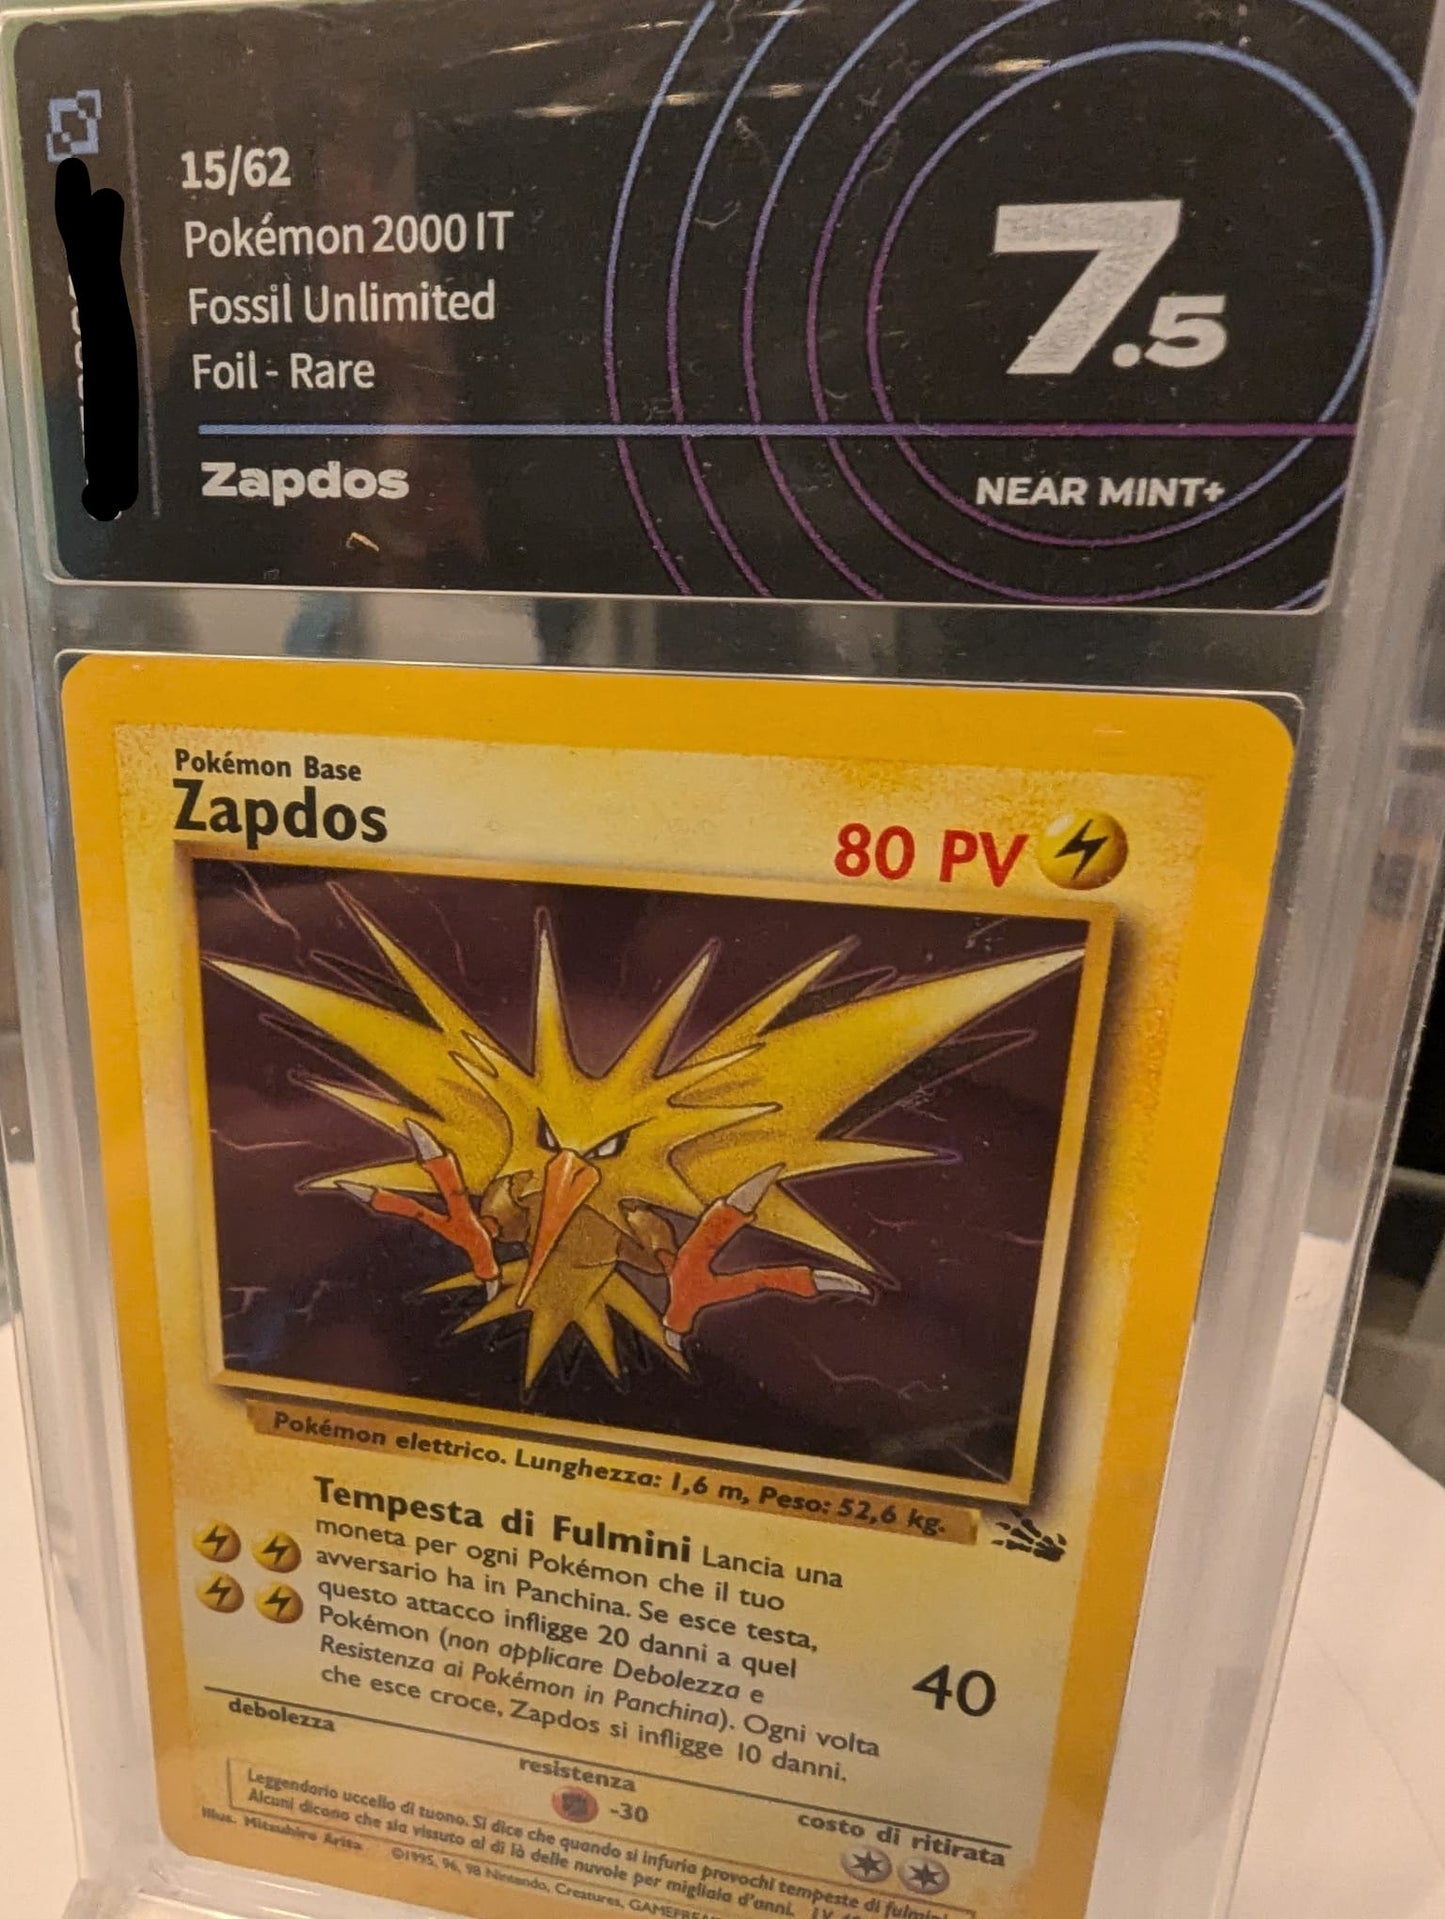 15/62
Pokémon 2000 IT
Fossil Unlimited
Foil - Rare
Zapdos
7.5
NEAR MINT+
Pokémon Base
Zapdos
80 PV
Pokémon elettrico. Lunghezza: 1,6 m, Peso: 52,6 kg.
Tempesta di Fulmini Lancia una
moneta per ogni Pokémon che il tuo
avversario ha in Panchina. Se esce testa,
questo attacco infligge 20 danni a quel
Pokémon (non applicare Debolezza e
Resistenza ai Pokémon in Panchina). Ogni volta
che esce croce, Zapdos si infligge 10 danni.
40
debolezza
resistenza
-30
costo di ritirata
Leggendario uccello di tuono. Si dice che quando si infuria provochi tempeste di fulmini
Alcuni dicono che sia vissuto al di là delle nuvole per migliaia d'anni. LV.
Illus. Mitsuhiro Arita
©1995, 96, 98 Nintendo, Creatures,